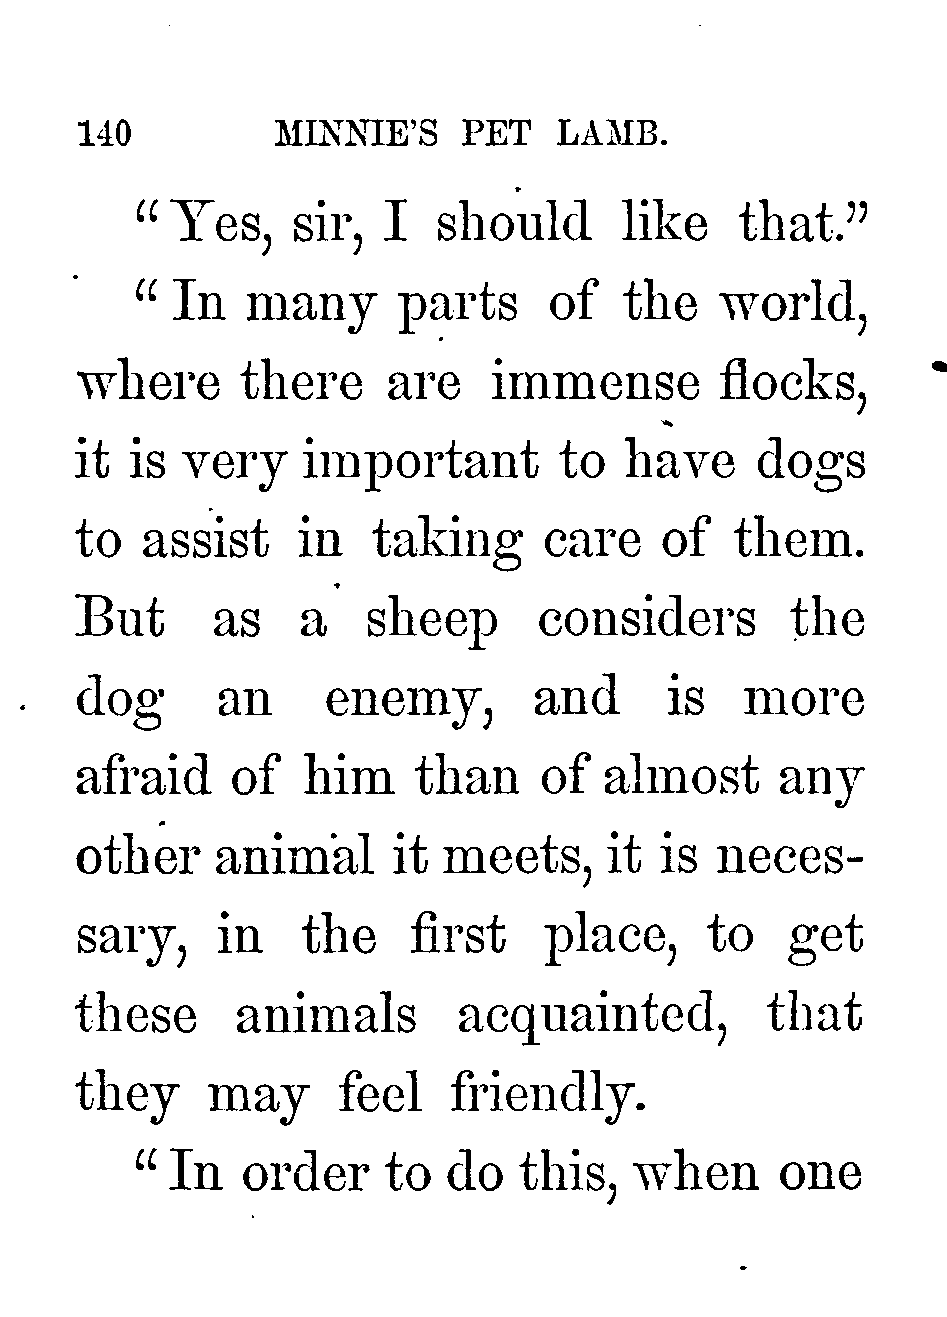 140 MINNIE'S PET LAMB.
“Yes, sir, I should like that.”
“In many parts of the world,
where there are immense flocks,
it is very important to have dogs
to assist in taking care of them.
But as a sheep considers the
dog an enemy, and is more
afraid of him than of almost any
other animal it meets, it is neces-
sary, in the first place, to get
these animals acquainted, that
they may feel friendly.
“In order to do this, when one